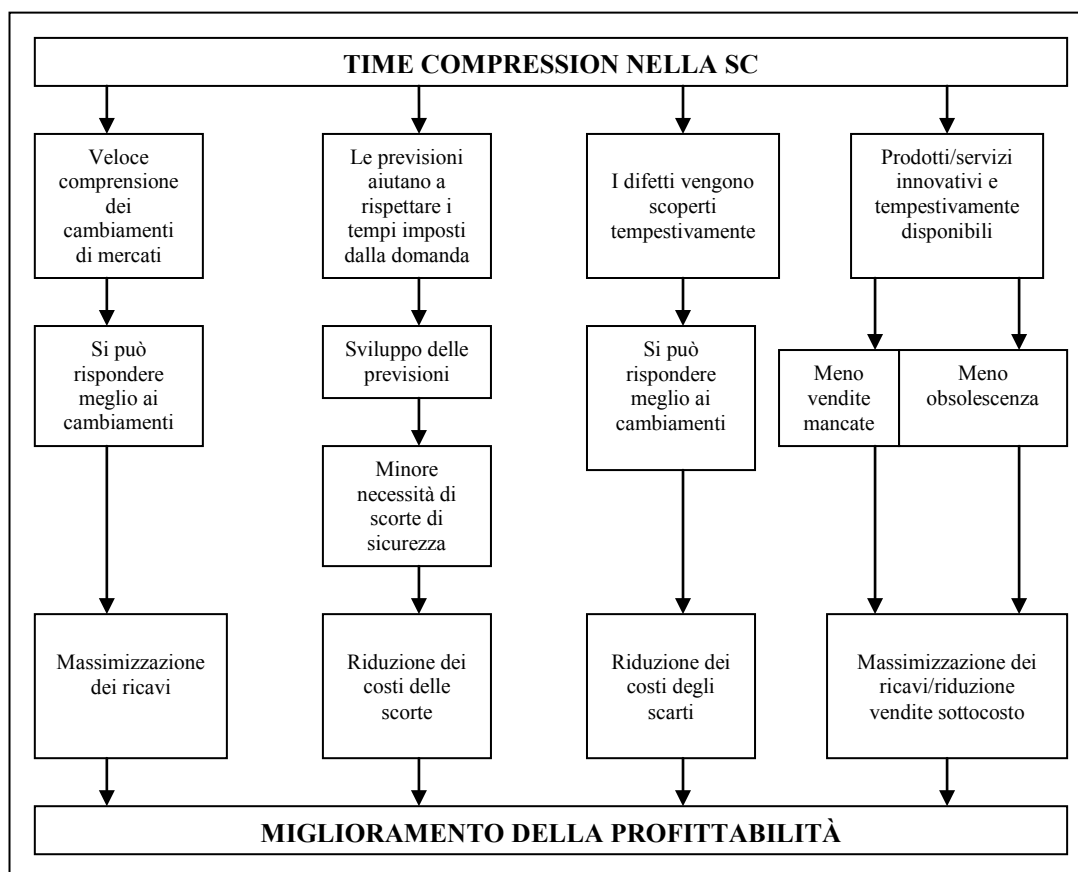 TIME COMPRESSION NELLA SC
Veloce
comprensione
dei
cambiamenti
di mercati
Le previsioni
aiutano a
rispettare i
tempi imposti
dalla domanda
I difetti vengono
scoperti
tempestivamente
Prodotti/servizi
innovativi e
tempestivamente
disponibili
Si può
rispondere
meglio ai
cambiamenti
Sviluppo delle
previsioni
Si può
rispondere
meglio ai
cambiamenti
Meno
vendite
mancate
Meno
obsolescenza
Minore
necessità di
scorte di
sicurezza
Massimizzazione
dei ricavi
Riduzione dei
costi delle
scorte
Riduzione dei
costi degli
scarti
Massimizzazione dei
ricavi/riduzione
vendite sottocosto
MIGLIORAMENTO DELLA PROFITTABILITÀ